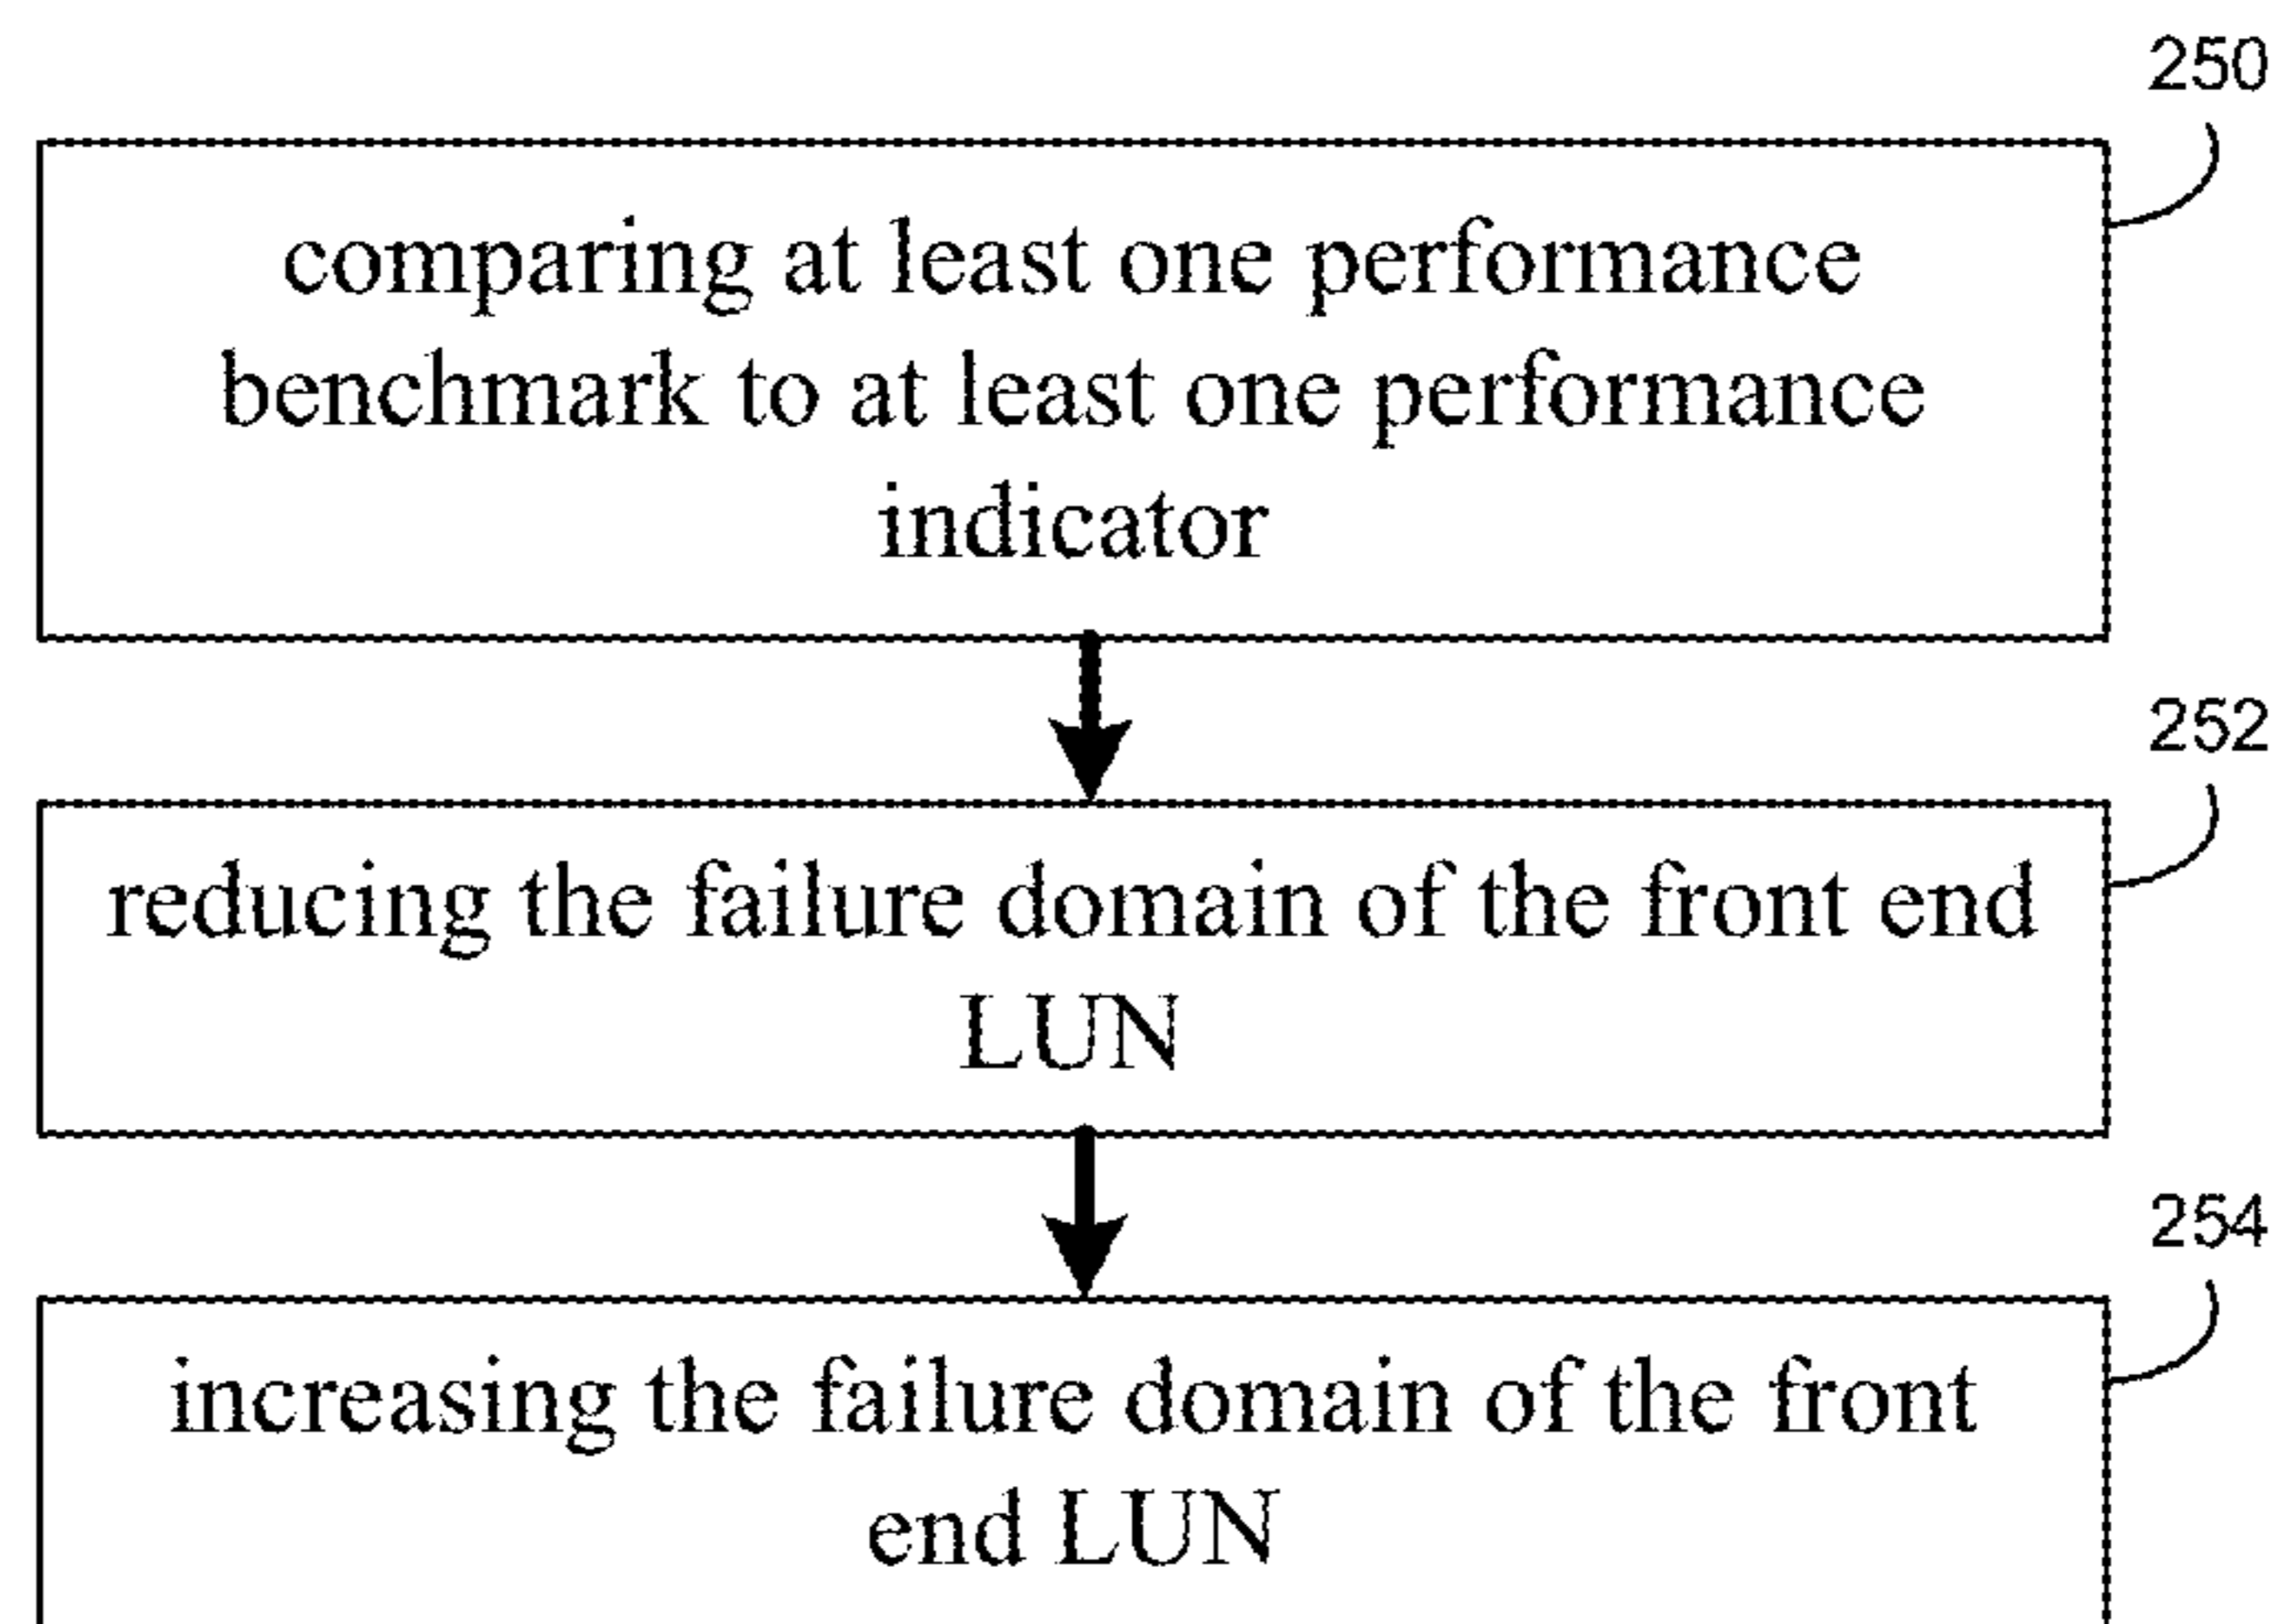 250
comparing at least one performance
benchmark to at least one performance
indicator
252
reducing the failure domain of the front end
LUN
254
increasing the failure domain of the front
end LUN